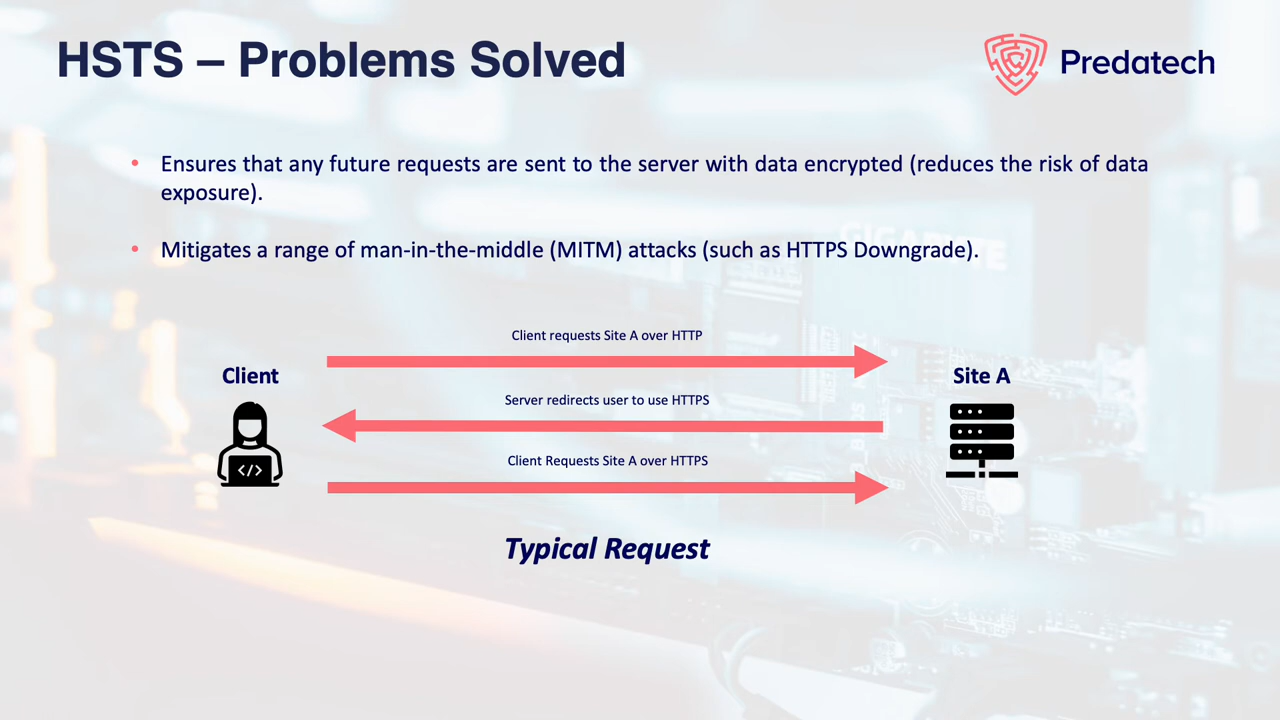 HSTS – Problems Solved
Predatech
• Ensures that any future requests are sent to the server with data encrypted (reduces the risk of data
exposure).
• Mitigates a range of man-in-the-middle (MITM) attacks (such as HTTPS Downgrade).
GIGABYTE
Client requests Site A over HTTP
Client
Site A
Server redirects user to use HTTPS
</>
Client Requests Site A over HTTPS
Typical Request